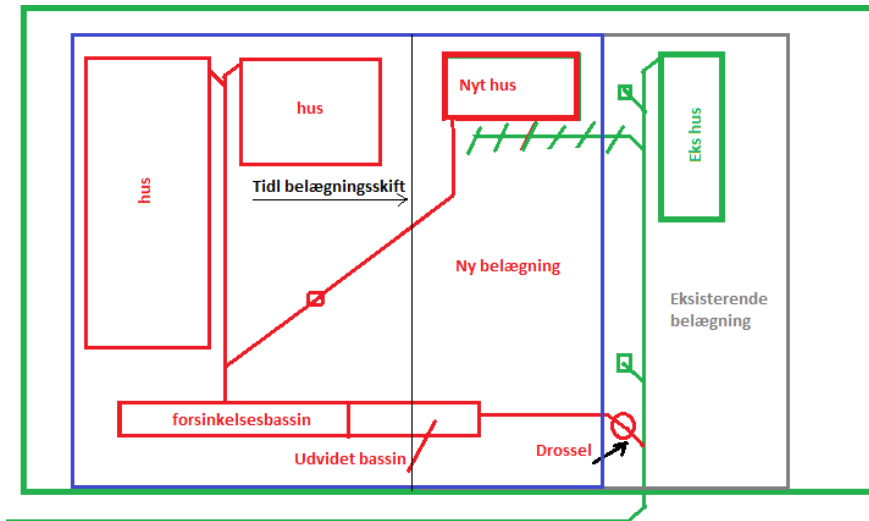 Nyt hus
hus
hus
Eks hus
Tidl belægningsskift
Ny belægning
Eksisterende
belægning
forsinkelsesbassin
Udvidet bassin
Drossel